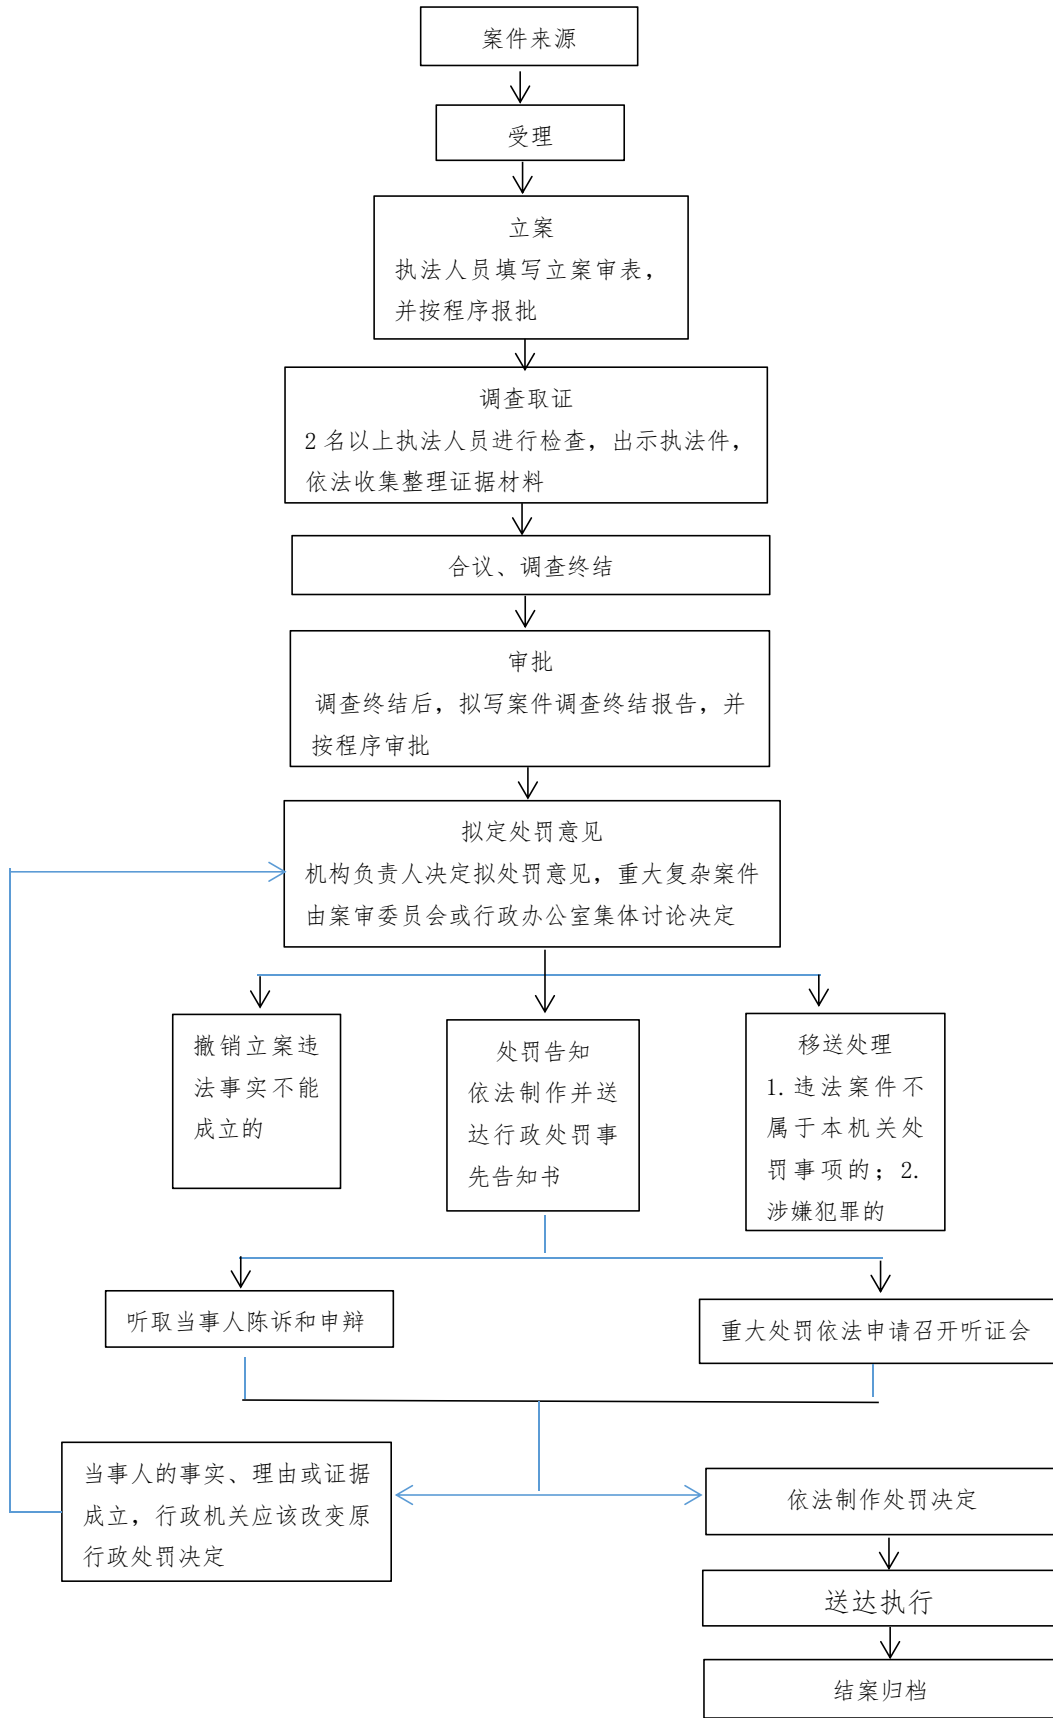 案件来源
受理
立案
执法人员填写立案审表，
并按程序报批
调查取证
2名以上执法人员进行检查，出示执法件，
依法收集整理证据材料
合议、调查终结
审批
调查终结后，拟写案件调查终结报告，并
按程序审批
拟定处罚意见
机构负责人决定拟处罚意见，重大复杂案件
由案审委员会或行政办公室集体讨论决定
撤销立案违
法事实不能
成立的
处罚告知
依法制作并送
达行政处罚事
先告知书
移送处理
1.违法案件不
属于本机关处
罚事项的；2.
涉嫌犯罪的
听取当事人陈诉和申辩
重大处罚依法申请召开听证会
当事人的事实、理由或证据
成立，行政机关应该改变原
行政处罚决定
依法制作处罚决定
送达执行
结案归档